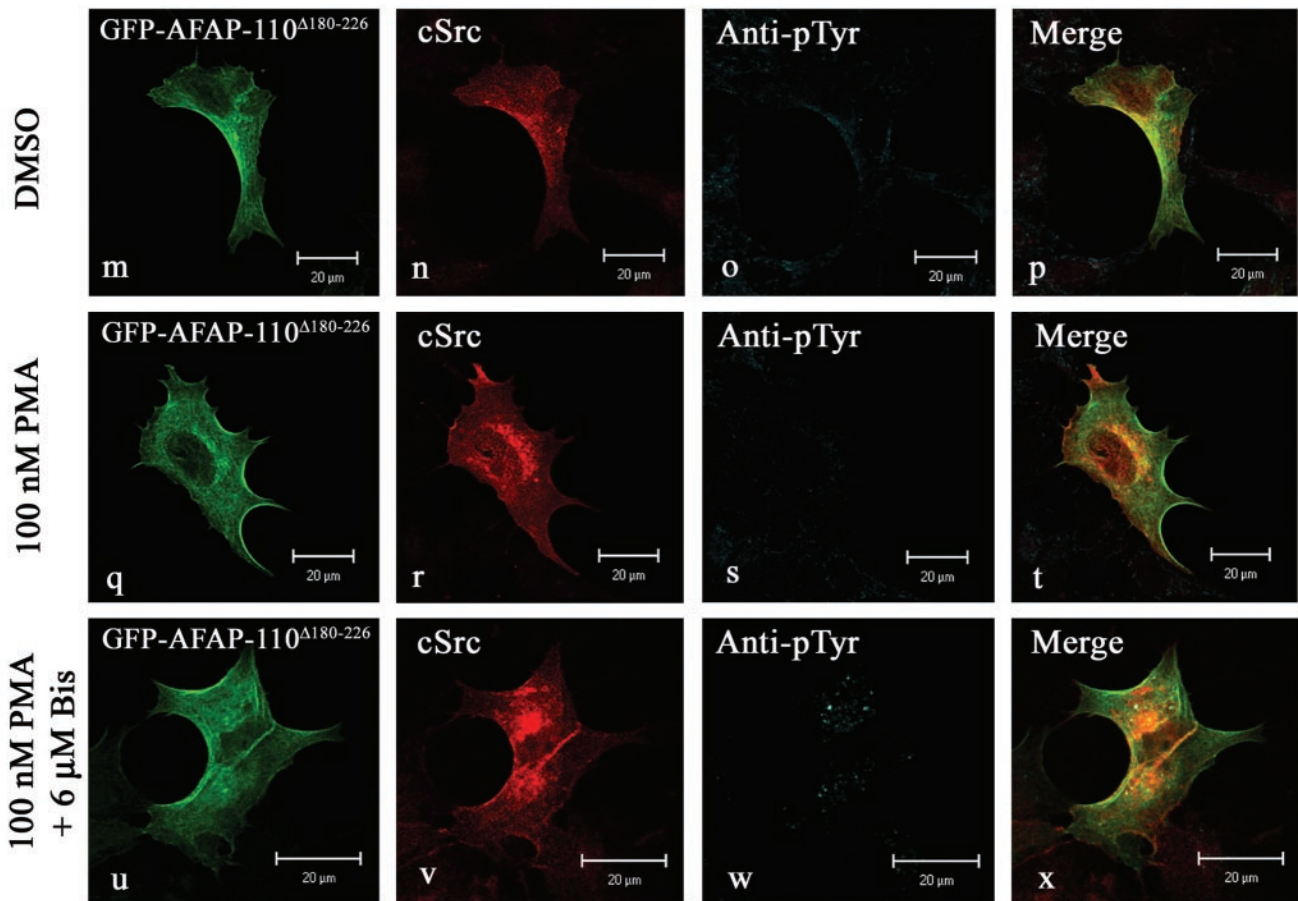 DMSO
GFP-AFAP-110Δ180-226
cSrc
Anti-pTyr
Merge
20 µm
20 µm
20 µm
20 µm
m
n
o
p
100 nM PMA
GFP-AFAP-110Δ180-226
cSrc
Anti-pTyr
Merge
20 µm
20 µm
20 µm
20 µm
q
r
s
t
100 nM PMA
+ 6 µM Bis
GFP-AFAP-110Δ180-226
cSrc
Anti-pTyr
Merge
20 µm
20 µm
20 µm
20 µm
u
v
w
x